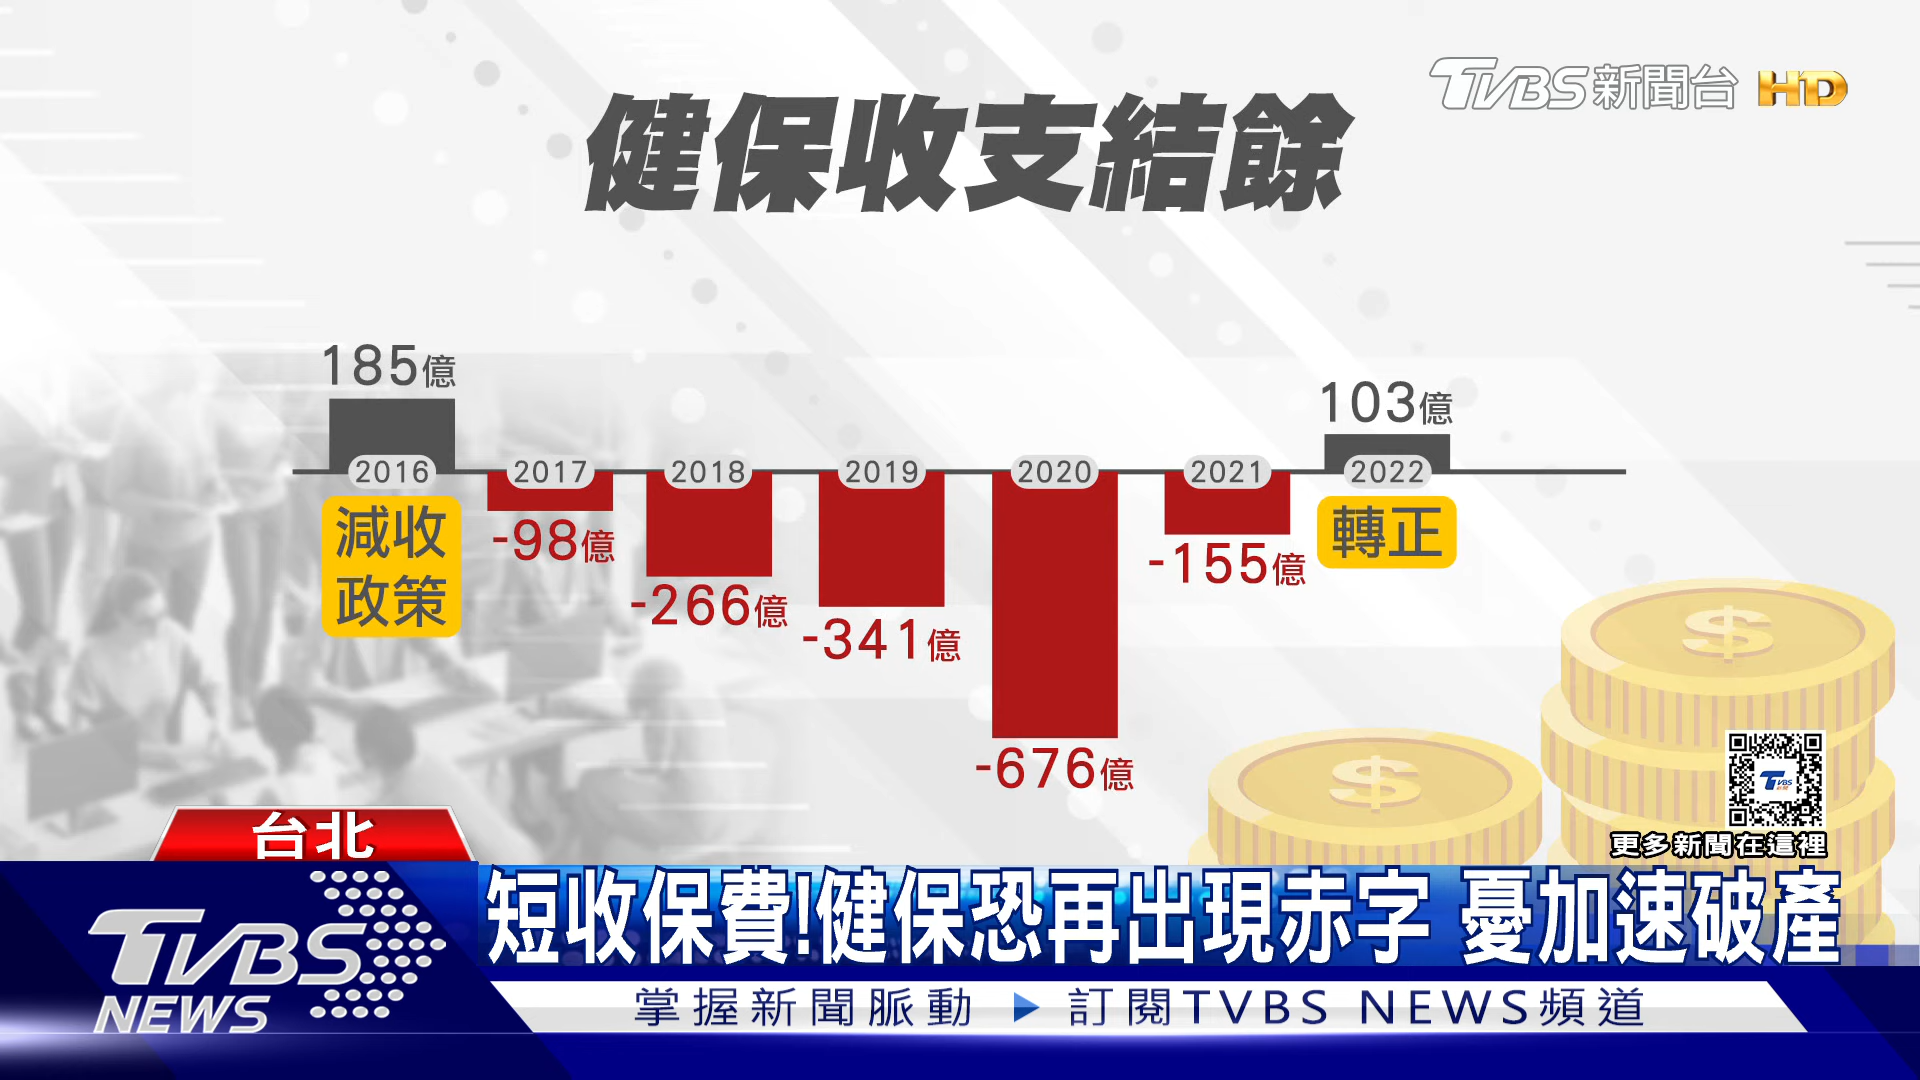 TVBS新聞台 HD
健保收支結餘
185億
103億
2016
2017
2018
2019
2020
2021
2022
減收
政策
轉正
-98億
-266億
-341億
-676億
-155億
更多新聞在這裡
台北
短收保費!健保恐再出現赤字 憂加速破產
TVBS
NEWS
掌握新聞脈動 ▶ 訂閱TVBS NEWS頻道